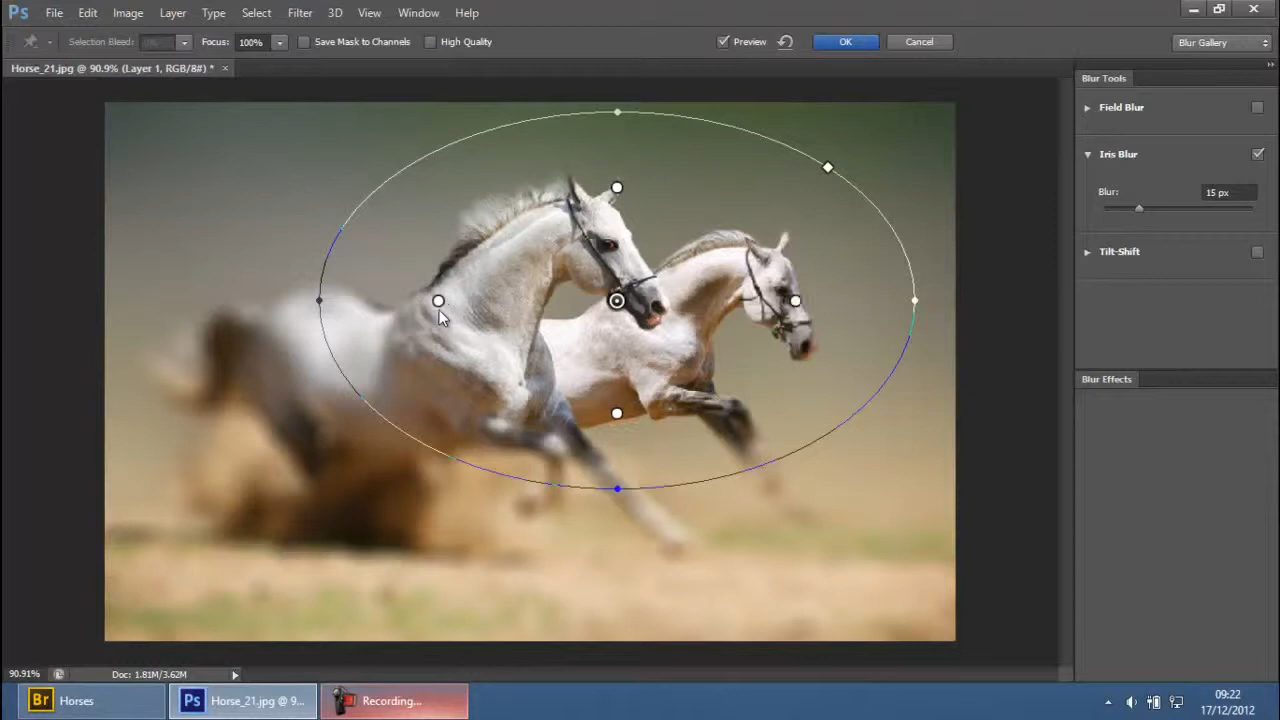 Ps File Edit Image Layer Type Select Filter 3D View Window Help
Selection Bleed: 0% Focus: 100% Save Mask to Channels High Quality Preview OK Cancel Blur Gallery
Horse_21.jpg @ 90.9% (Layer 1, RGB/8#) * x
Blur Tools
Field Blur
Iris Blur
Blur: 15 px
Tilt-Shift
Blur Effects
90.91% Doc: 1.81M/3.62M
Br Horses Ps Horse_21.jpg @ 9... Recording...
09:22
17/12/2012